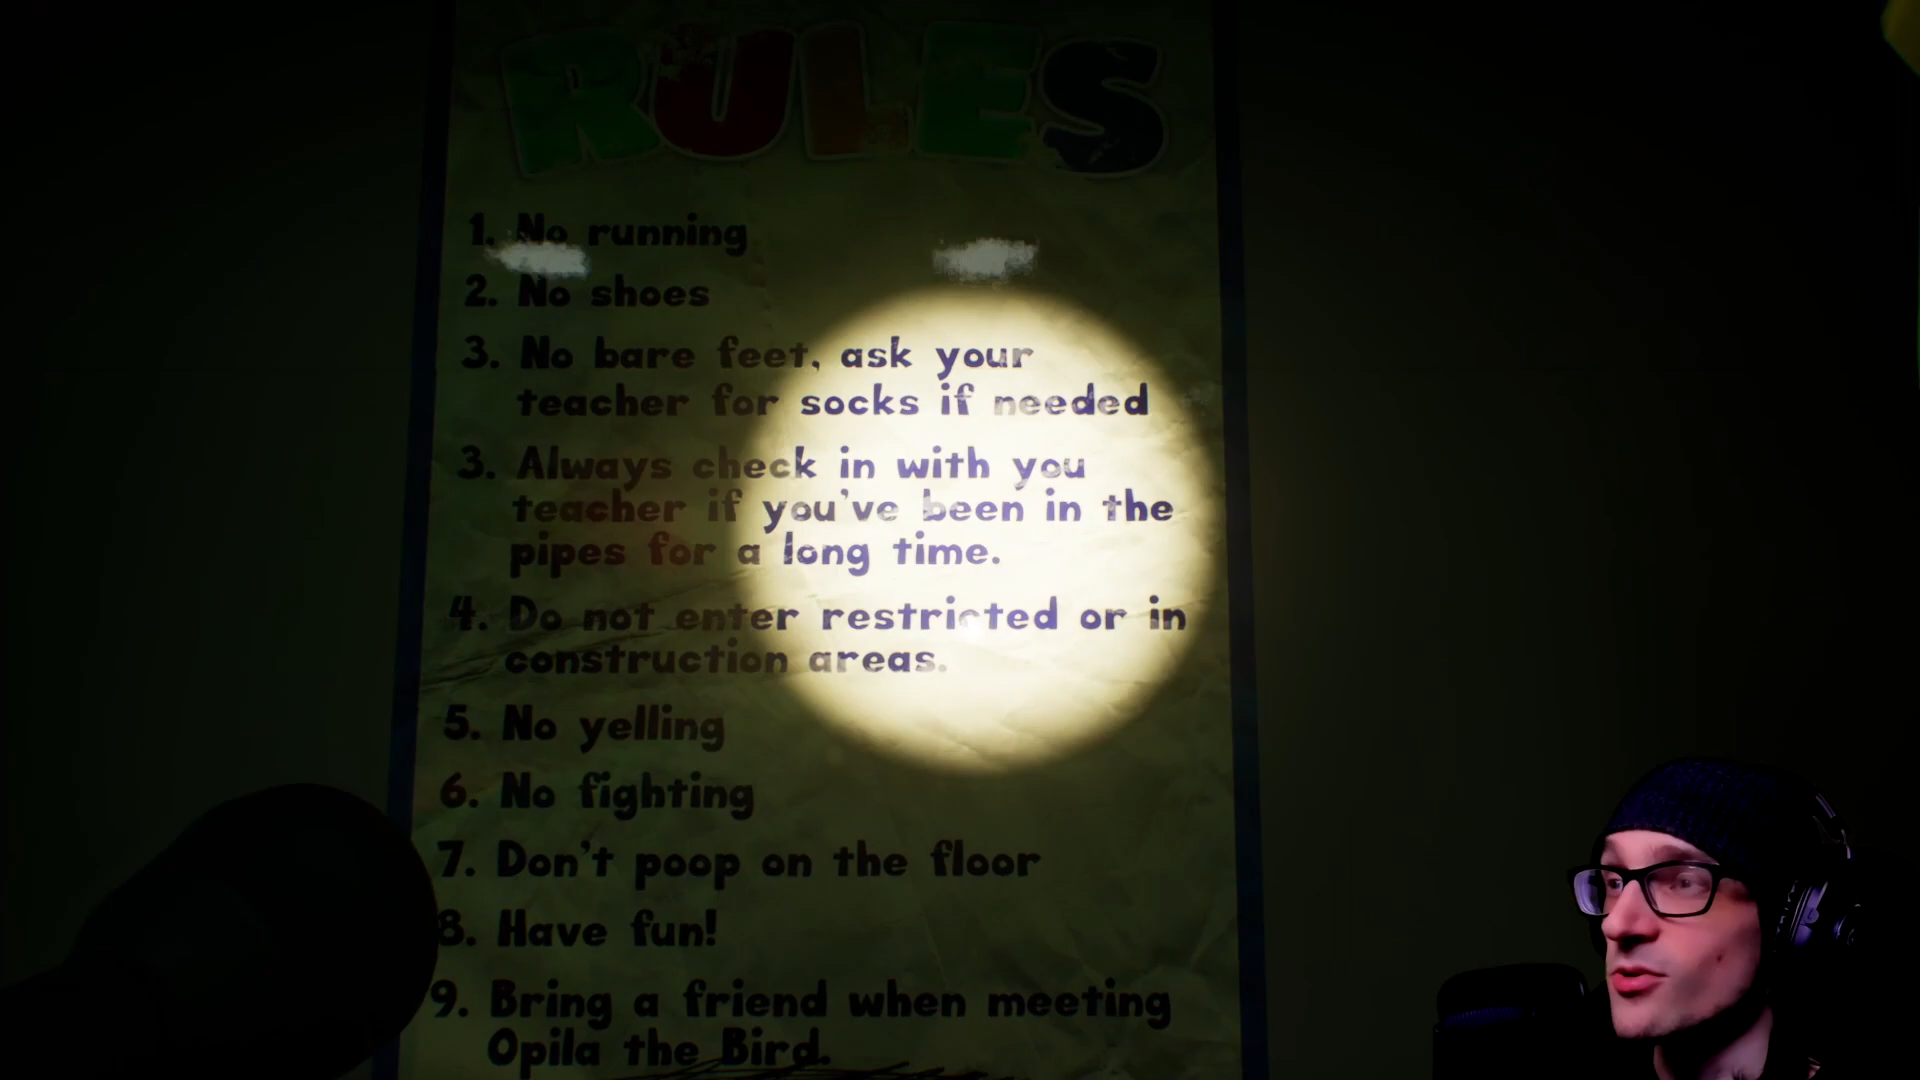 RULES
1. No running
2. No shoes
3. No bare feet, ask your
teacher for socks if needed
3. Always check in with you
teacher if you've been in the
pipes for a long time.
4. Do not enter restricted or in
construction areas.
5. No yelling
6. No fighting
7. Don't poop on the floor
8. Have fun!
9. Bring a friend when meeting
Opila the Bird.